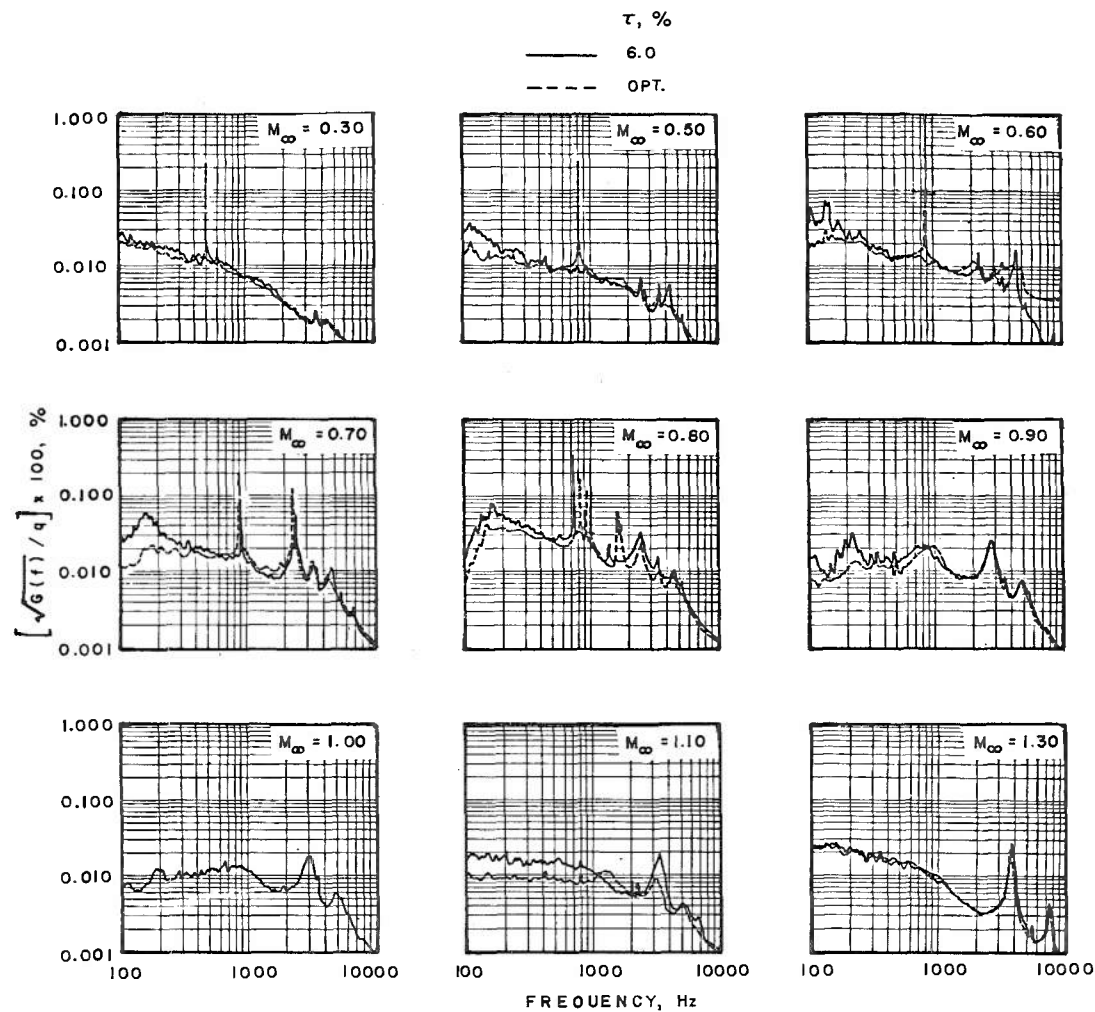 τ, %
6.0
OPT.
[√G(f) / q] x 100, %
1.000
0.100
0.010
0.001
M∞ = 0.30
M∞ = 0.50
M∞ = 0.60
1.000
0.100
0.010
0.001
M∞ = 0.70
M∞ = 0.80
M∞ = 0.90
1.000
0.100
0.010
0.001
M∞ = 1.00
M∞ = 1.10
M∞ = 1.30
100 1000 10000
100 1000 10000
100 1000 10000
FREQUENCY, Hz